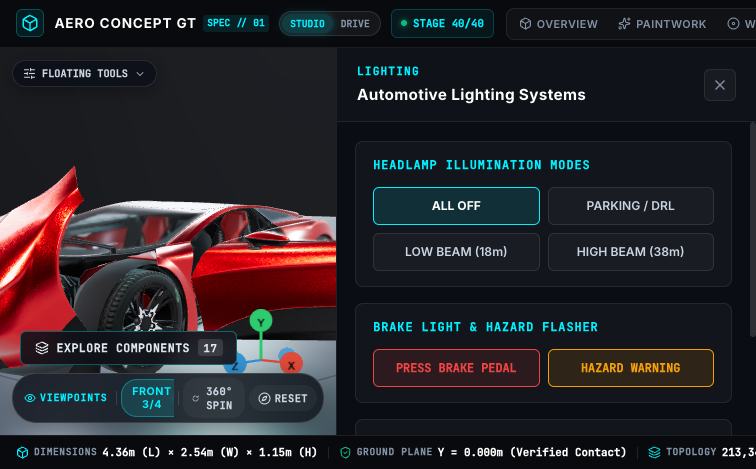 AERO CONCEPT GT SPEC // 01 STUDIO DRIVE STAGE 40/40 OVERVIEW PAINTWORK W
FLOATING TOOLS
LIGHTING
Automotive Lighting Systems
HEADLAMP ILLUMINATION MODES
ALL OFF PARKING / DRL
LOW BEAM (18m) HIGH BEAM (38m)
BRAKE LIGHT & HAZARD FLASHER
PRESS BRAKE PEDAL HAZARD WARNING
Y
Z X
EXPLORE COMPONENTS 17
VIEWPOINTS FRONT 3/4 360° SPIN RESET
DIMENSIONS 4.36m (L) × 2.54m (W) × 1.15m (H) GROUND PLANE Y = 0.000m (Verified Contact) TOPOLOGY 213,